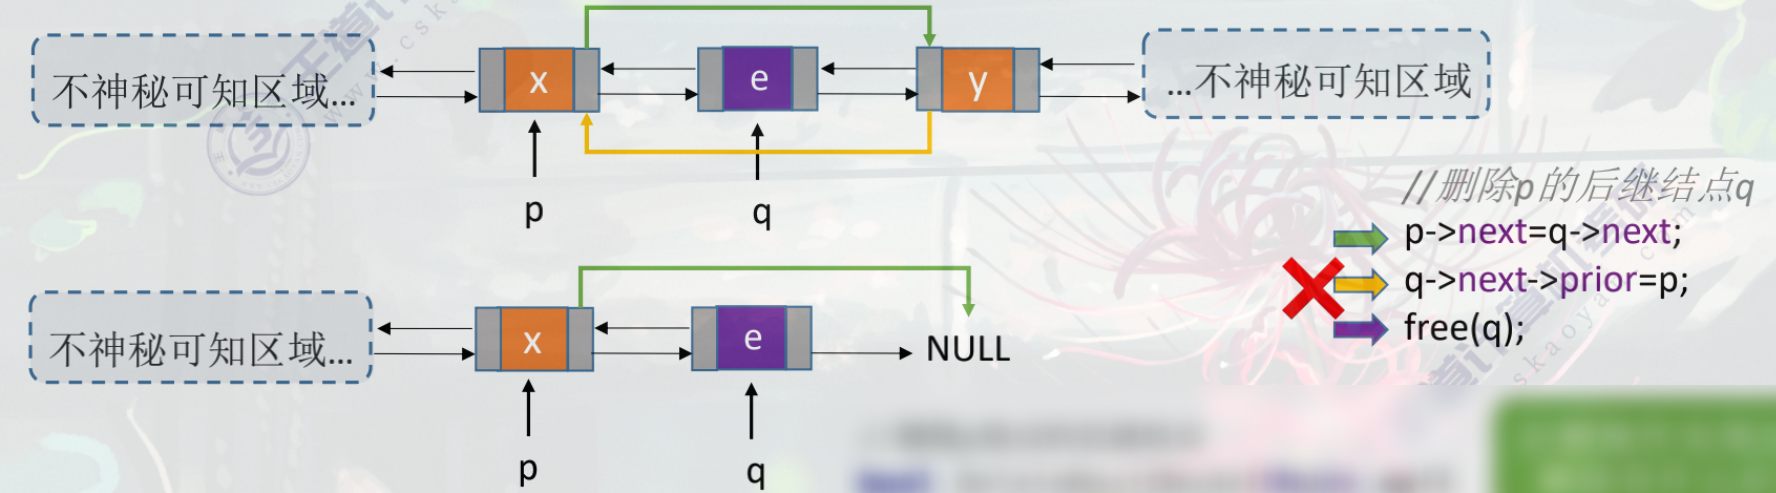 不神秘可知区域...
x
e
y
...不神秘可知区域
p
q
//删除p的后继结点q
p->next=q->next;
q->next->prior=p;
free(q);
不神秘可知区域...
x
e
NULL
p
q